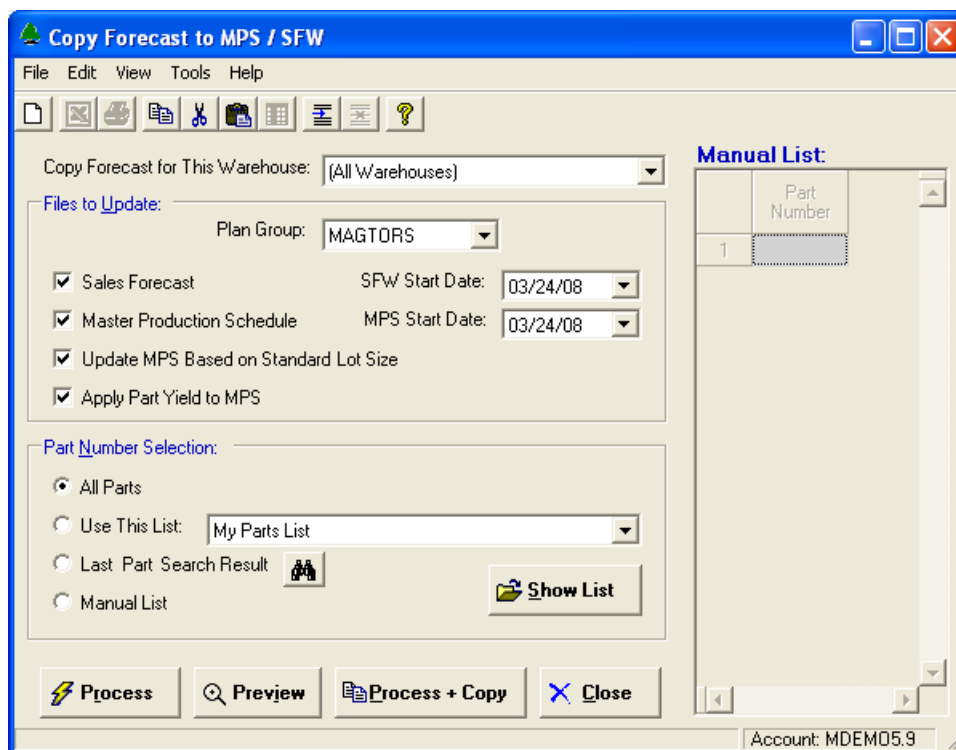 Copy Forecast to MPS / SFW
File Edit View Tools Help
Copy Forecast for This Warehouse: (All Warehouses)
Files to Update:
Plan Group: MAGTORS
Sales Forecast SFW Start Date: 03/24/08
Master Production Schedule MPS Start Date: 03/24/08
Update MPS Based on Standard Lot Size
Apply Part Yield to MPS
Part Number Selection:
All Parts
Use This List: My Parts List
Last Part Search Result
Manual List
Show List
Process Preview Process + Copy Close
Manual List:
Part
Number
1
Account: MDEMO5.9